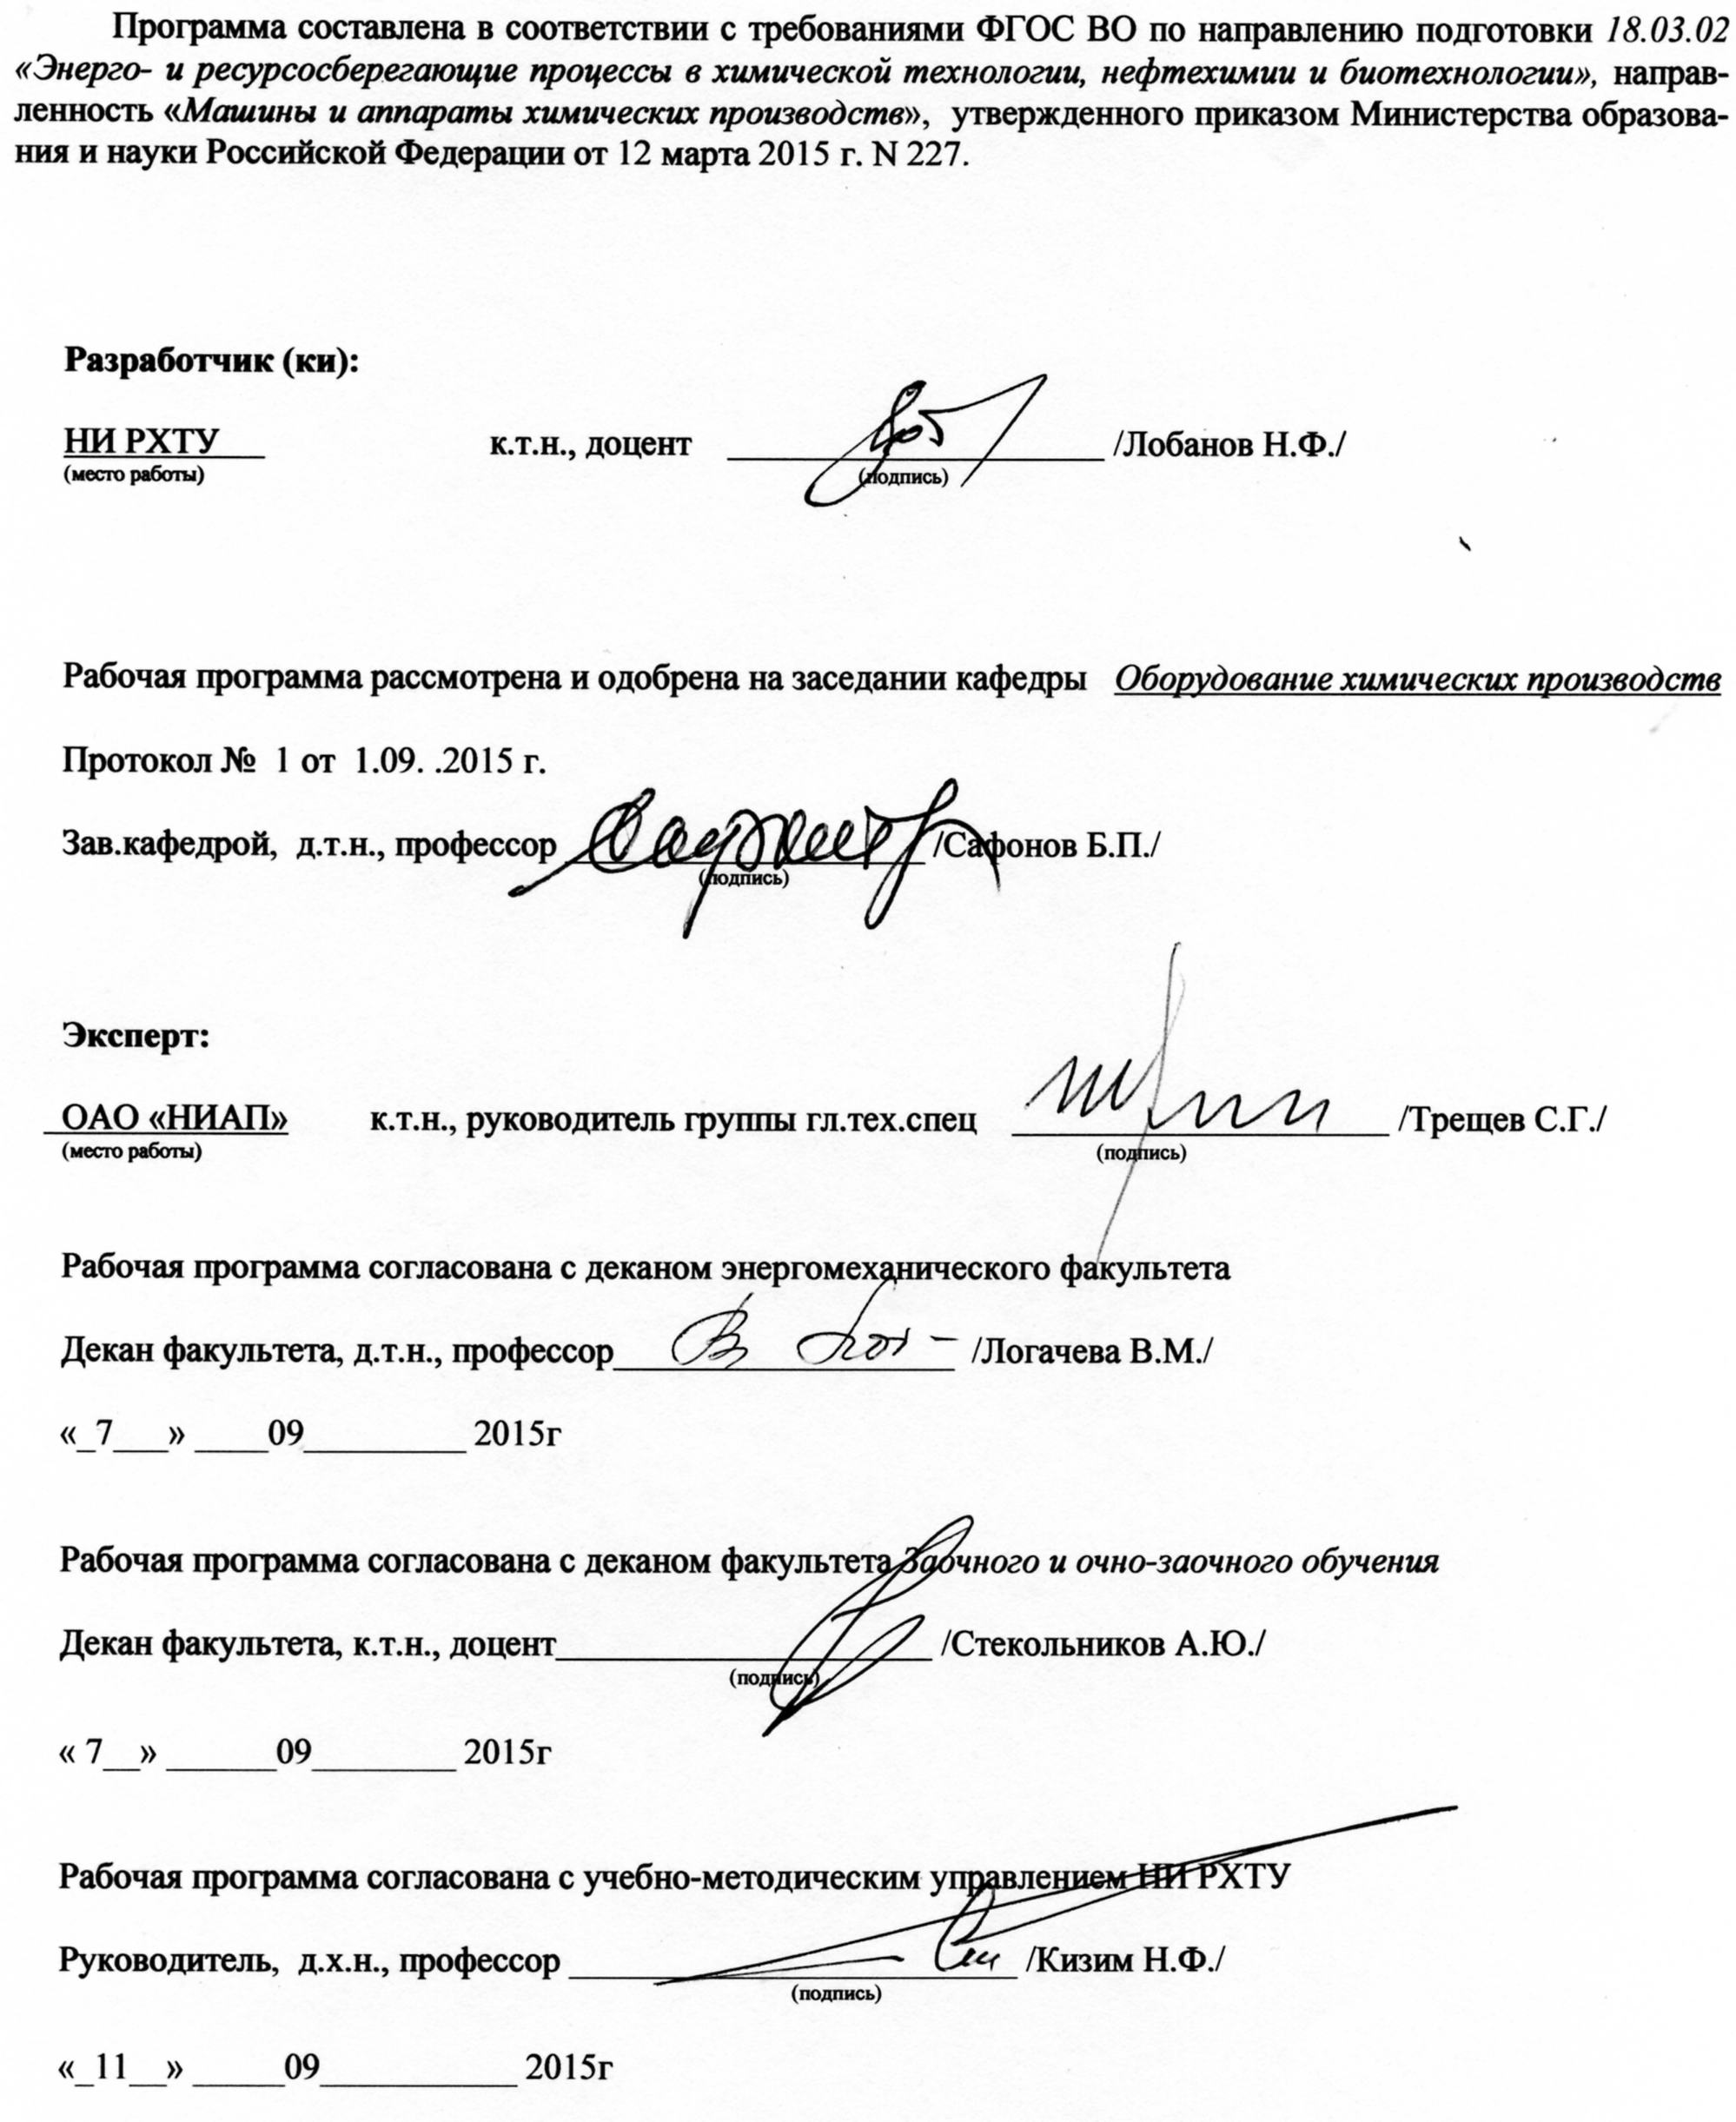 Программа составлена в соответствии с требованиями ФГОС ВО по направлению подготовки 18.03.02
«Энерго- и ресурсосберегающие процессы в химической технологии, нефтехимии и биотехнологии», направ-
ленность «Машины и аппараты химических производств», утвержденного приказом Министерства образова-
ния и науки Российской Федерации от 12 марта 2015 г. N 227.
Разработчик (ки):
НИ РХТУ к.т.н., доцент /Лобанов Н.Ф./
(место работы) (подпись)
Рабочая программа рассмотрена и одобрена на заседании кафедры Оборудование химических производств
Протокол № 1 от 1.09. .2015 г.
Зав.кафедрой, д.т.н., профессор /Сафонов Б.П./
(подпись)
Эксперт:
ОАО «НИАП» к.т.н., руководитель группы гл.тех.спец /Трещев С.Г./
(место работы) (подпись)
Рабочая программа согласована с деканом энергомеханического факультета
Декан факультета, д.т.н., профессор /Логачева В.М./
«_7___» ____09_________ 2015г
Рабочая программа согласована с деканом факультета Заочного и очно-заочного обучения
Декан факультета, к.т.н., доцент /Стекольников А.Ю./
(подпись)
« 7__» ______09________ 2015г
Рабочая программа согласована с учебно-методическим управлением НИ РХТУ
Руководитель, д.х.н., профессор /Кизим Н.Ф./
(подпись)
«_11__» _____09___________ 2015г